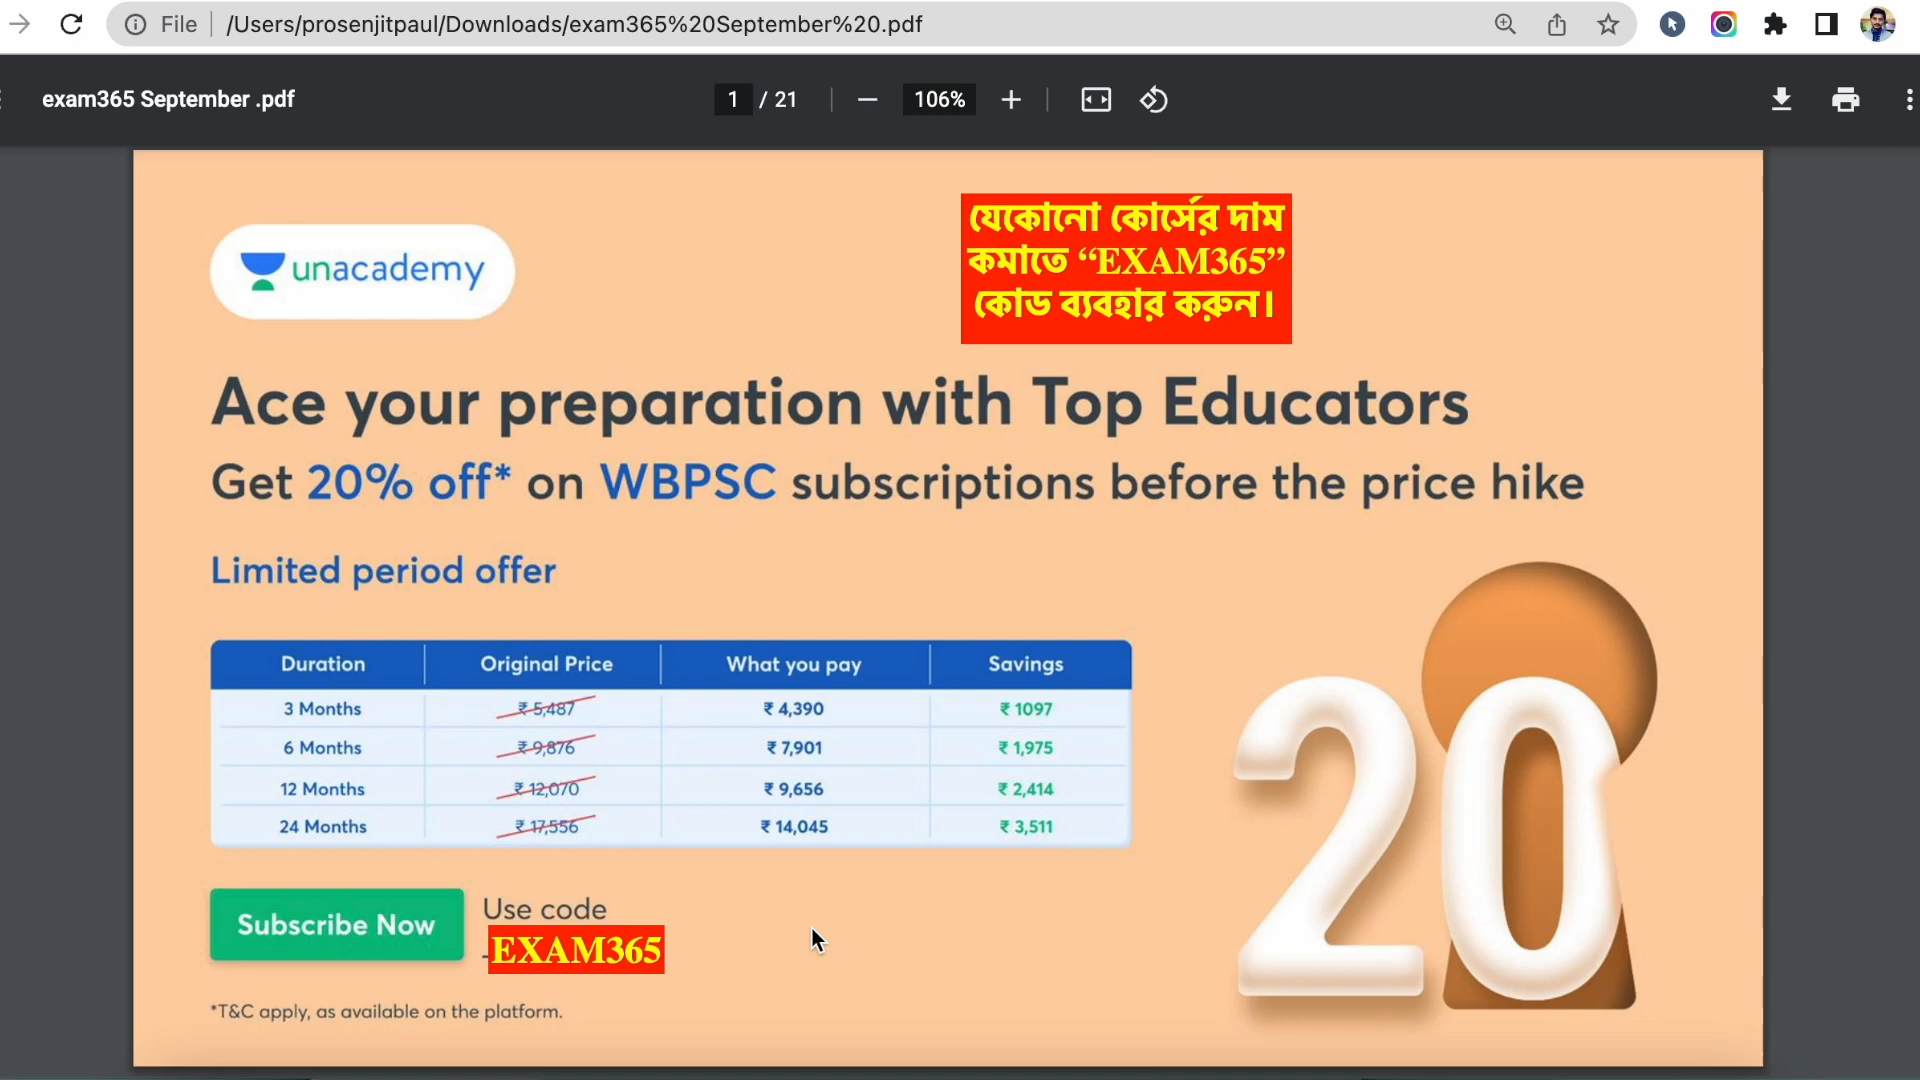 File /Users/prosenjitpaul/Downloads/exam365%20September%20.pdf
exam365 September .pdf
1 / 21
106%
unacademy
যেকোনো কোর্সের দাম
কমাতে “EXAM365”
কোড ব্যবহার করুন।
Ace your preparation with Top Educators
Get 20% off* on WBPSC subscriptions before the price hike
Limited period offer
Duration Original Price What you pay Savings
3 Months ₹ 5,487 ₹ 4,390 ₹ 1097
6 Months ₹ 9,876 ₹ 7,901 ₹ 1,975
12 Months ₹ 12,070 ₹ 9,656 ₹ 2,414
24 Months ₹ 17,556 ₹ 14,045 ₹ 3,511
20
Subscribe Now
Use code
EXAM365
*T&C apply, as available on the platform.